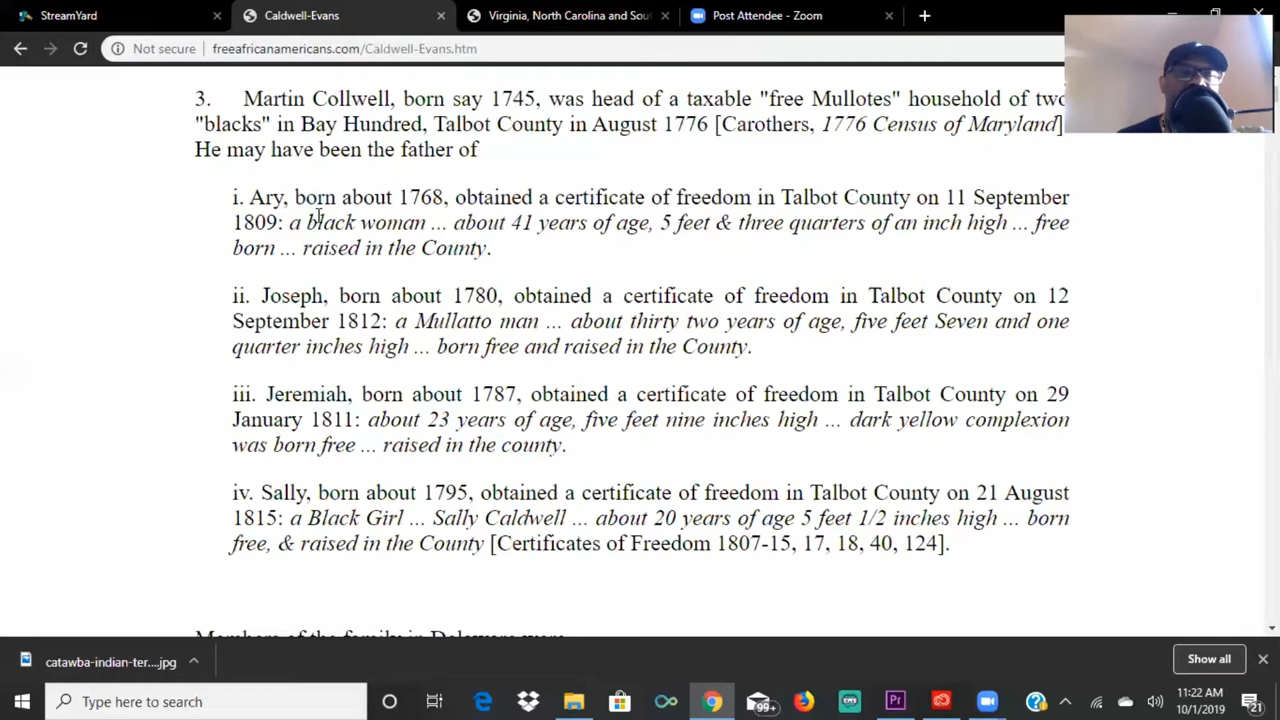 StreamYard
Caldwell-Evans
Virginia, North Carolina and Sou
Post Attendee - Zoom
Not secure
freeafricanamericans.com/Caldwell-Evans.htm
3. Martin Collwell, born say 1745, was head of a taxable "free Mullotes" household of two
"blacks" in Bay Hundred, Talbot County in August 1776 [Carothers, 1776 Census of Maryland]
He may have been the father of
i. Ary, born about 1768, obtained a certificate of freedom in Talbot County on 11 September
1809: a black woman ... about 41 years of age, 5 feet & three quarters of an inch high ... free
born ... raised in the County.
ii. Joseph, born about 1780, obtained a certificate of freedom in Talbot County on 12
September 1812: a Mullatto man ... about thirty two years of age, five feet Seven and one
quarter inches high ... born free and raised in the County.
iii. Jeremiah, born about 1787, obtained a certificate of freedom in Talbot County on 29
January 1811: about 23 years of age, five feet nine inches high ... dark yellow complexion
was born free ... raised in the county.
iv. Sally, born about 1795, obtained a certificate of freedom in Talbot County on 21 August
1815: a Black Girl ... Sally Caldwell ... about 20 years of age 5 feet 1/2 inches high ... born
free, & raised in the County [Certificates of Freedom 1807-15, 17, 18, 40, 124].
Members of the family in Delaware were
catawba-indian-ter....jpg
Show all
Type here to search
99+
Pr
11:22 AM
10/1/2019
21